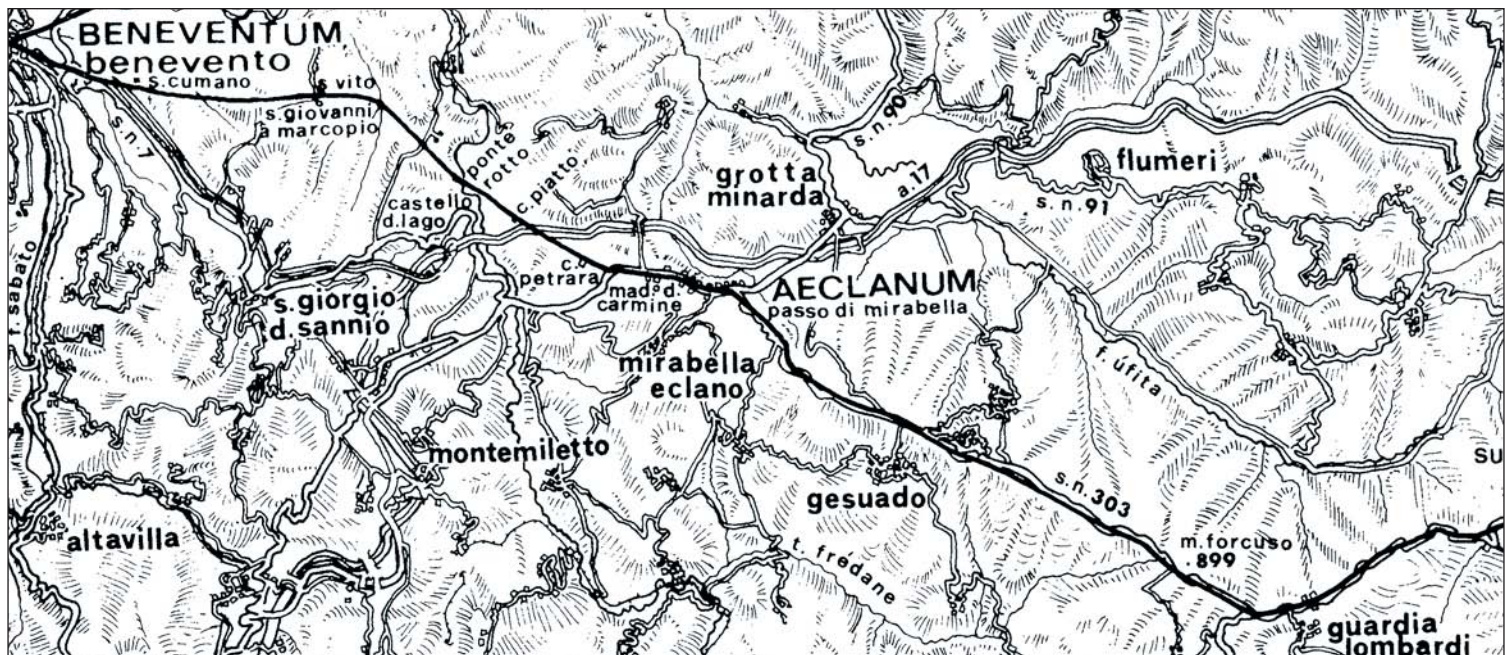 BENEVENTUM
benevento
s.cumano
s vito
s.giovanni
a marcopio
s.n.7
ponte
rotto
c.piatto
castello
d.lago
s.n.90
grotta
minarda
a.17
flumeri
s.n.91
f. sabato
s.giorgio
d.sannio
c.
petrara
mad. d.
carmine
AECLANUM
passo di mirabella
mirabella
eclano
f. úfita
montemiletto
gesuado
s.n.303
su
altavilla
t. fredane
m.forcuso
.899
guardia
lombardi